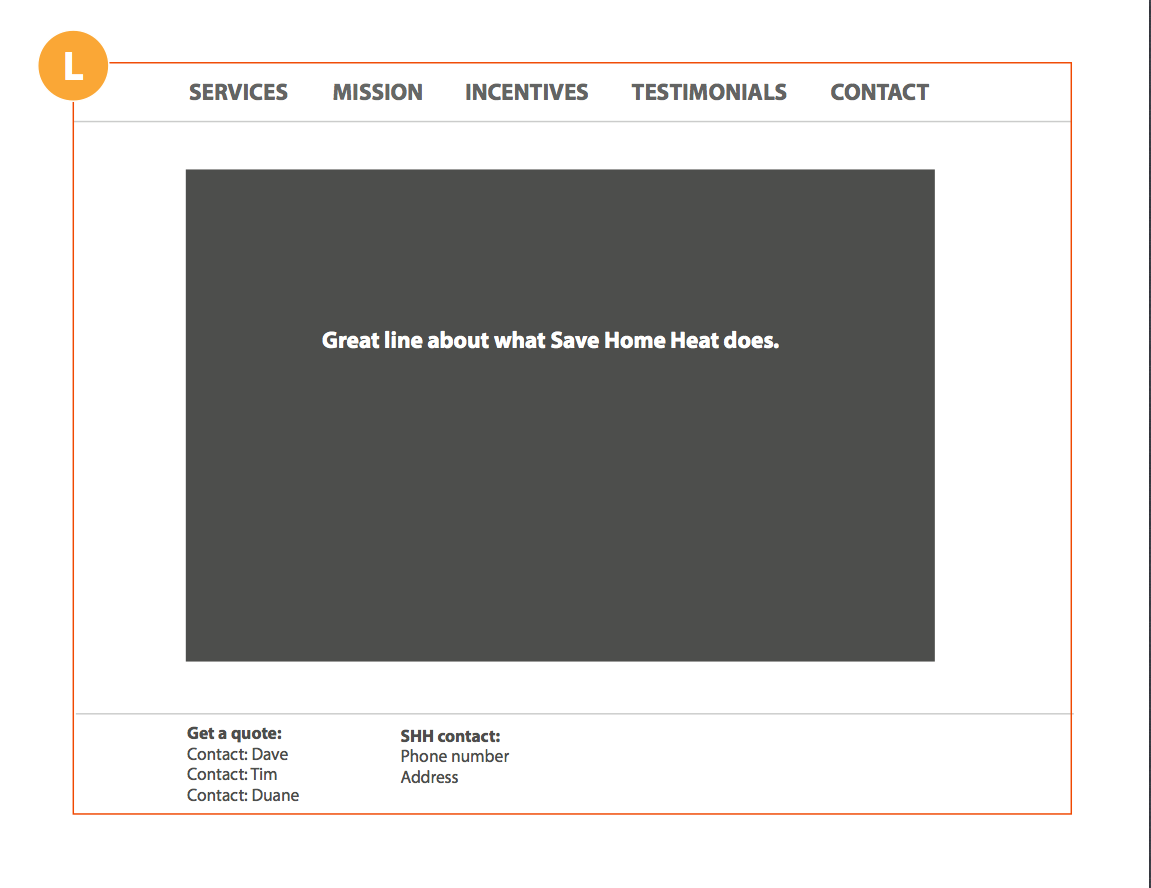 L
SERVICES MISSION INCENTIVES TESTIMONIALS CONTACT
Great line about what Save Home Heat does.
Get a quote:
Contact: Dave
Contact: Tim
Contact: Duane
SHH contact:
Phone number
Address